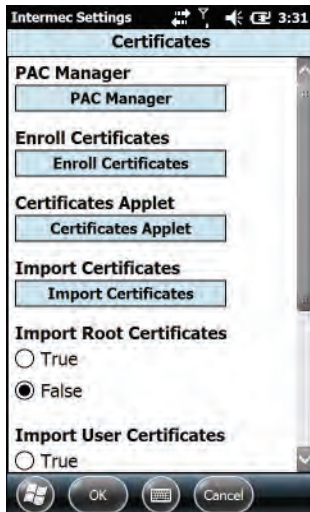 Intermec Settings 3:31
Certificates
PAC Manager
PAC Manager
Enroll Certificates
Enroll Certificates
Certificates Applet
Certificates Applet
Import Certificates
Import Certificates
Import Root Certificates
True
False
Import User Certificates
True
OK Cancel